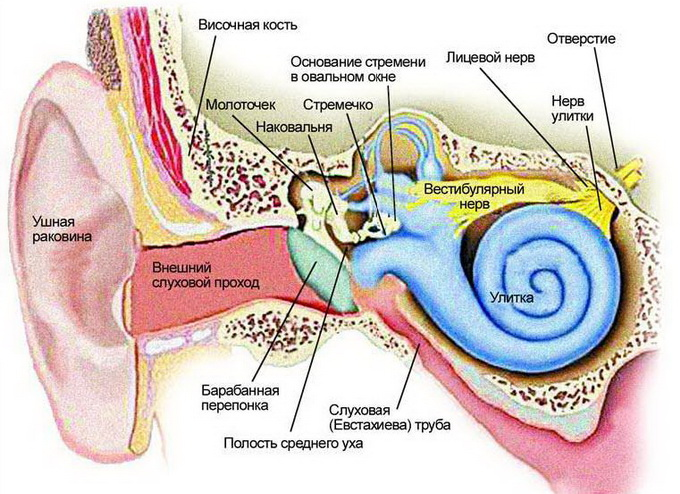 Височная кость
Отверстие
Основание стремени
в овальном окне
Лицевой нерв
Молоточек
Стремечко
Нерв
улитки
Наковальня
Вестибулярный
нерв
Ушная
раковина
Внешний
слуховой проход
Улитка
Барабанная
перепонка
Слуховая
(Евстахиева) труба
Полость среднего уха